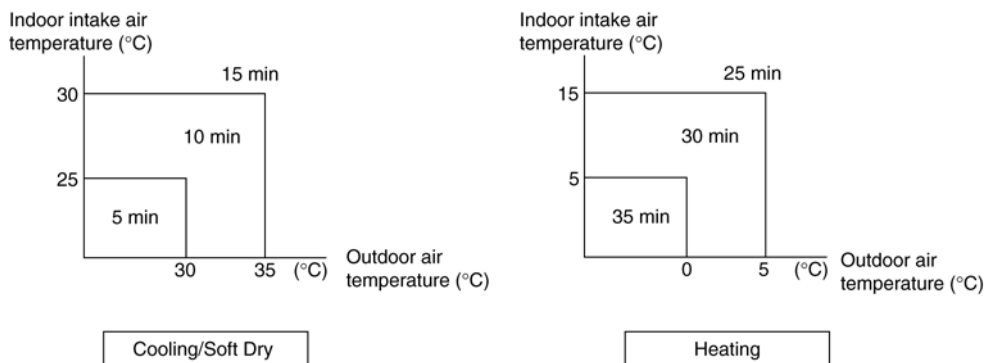 Indoor intake air
temperature (°C)
15 min
30
10 min
25
5 min
30 35 (°C)
Outdoor air
temperature (°C)
Cooling/Soft Dry
Indoor intake air
temperature (°C)
25 min
15
30 min
5
35 min
0 5 (°C)
Outdoor air
temperature (°C)
Heating